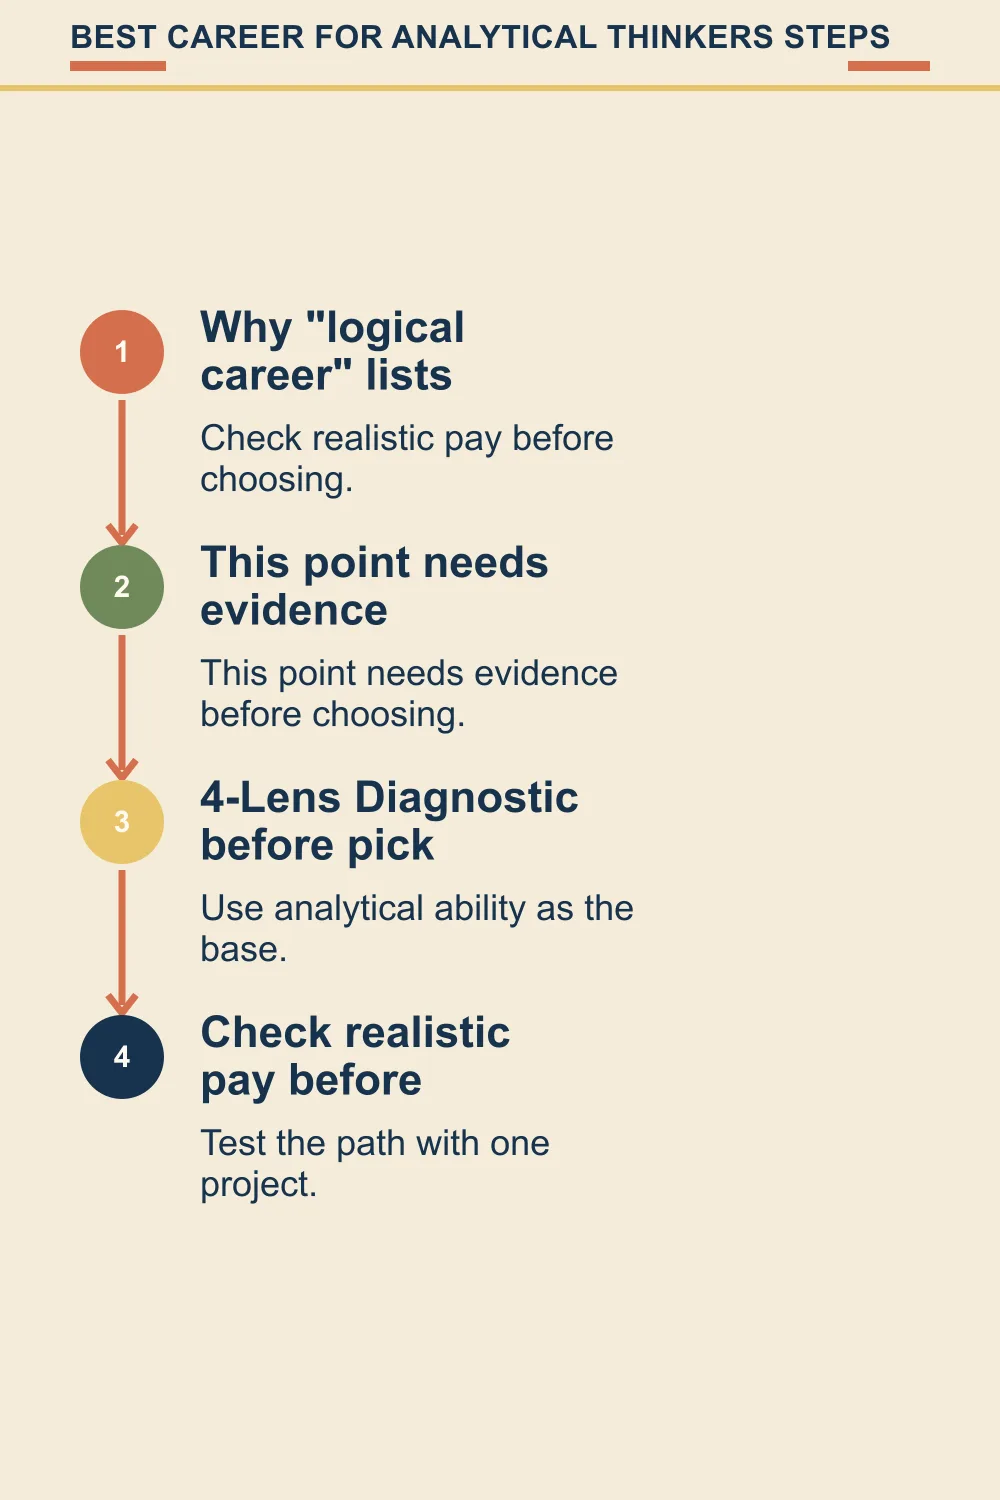 BEST CAREER FOR ANALYTICAL THINKERS STEPS
1
Why "logical
career" lists
Check realistic pay before
choosing.
2
This point needs
evidence
This point needs evidence
before choosing.
3
4-Lens Diagnostic
before pick
Use analytical ability as the
base.
4
Check realistic
pay before
Test the path with one
project.